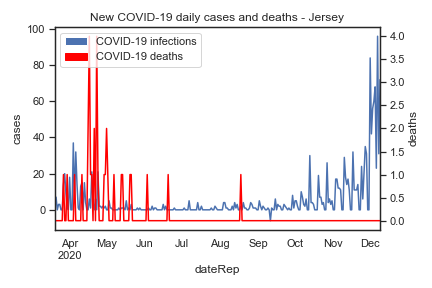 New COVID-19 daily cases and deaths - Jersey
COVID-19 infections
COVID-19 deaths
100
80
60
40
20
0
cases
4.0
3.5
3.0
2.5
2.0
1.5
1.0
0.5
0.0
deaths
Apr May Jun Jul Aug Sep Oct Nov Dec
2020
dateRep